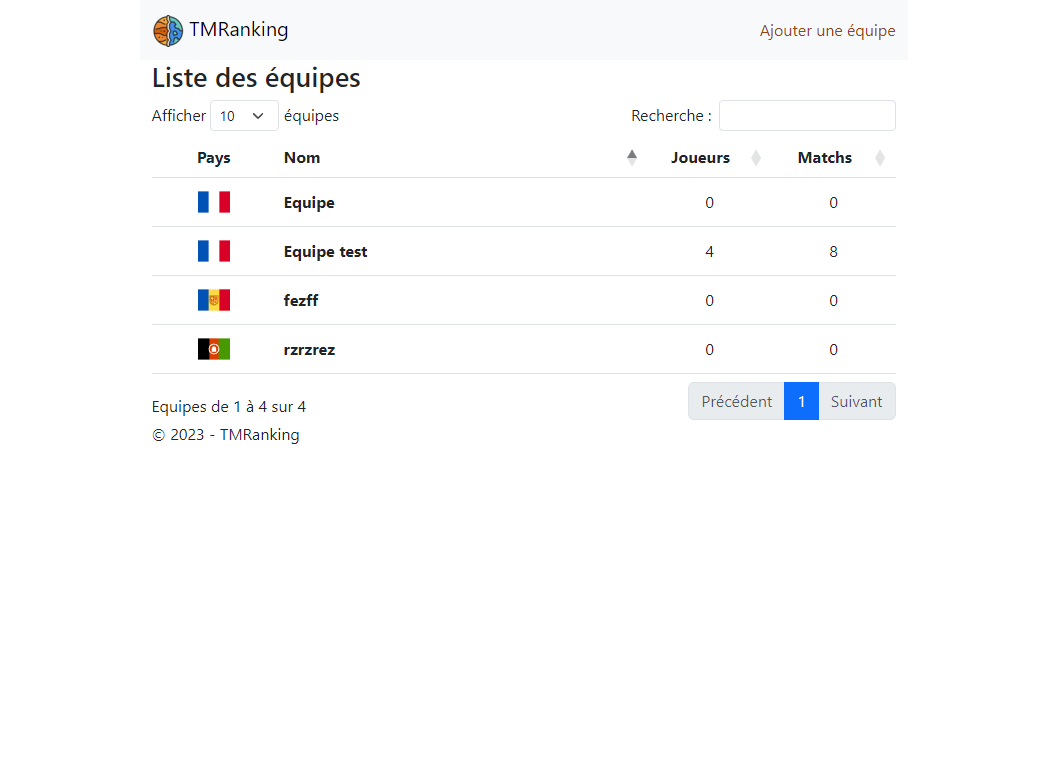 TMRanking Ajouter une équipe
Liste des équipes
Afficher 10 équipes Recherche :
Pays Nom Joueurs Matchs
Equipe 0 0
Equipe test 4 8
fezff 0 0
rzrzrez 0 0
Equipes de 1 à 4 sur 4 Précédent 1 Suivant
© 2023 - TMRanking